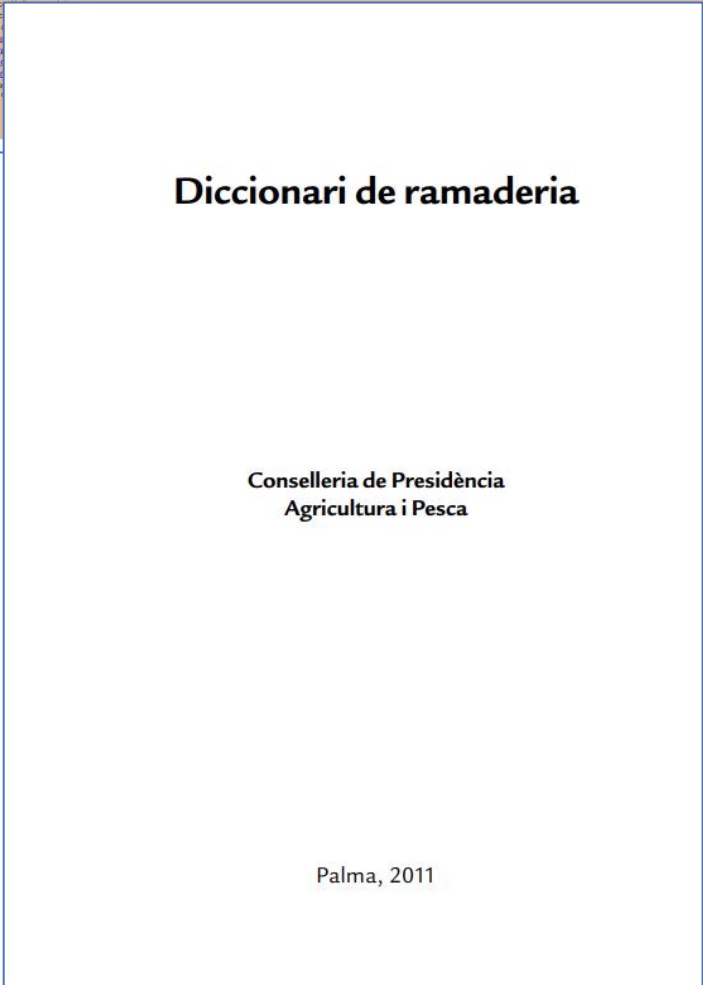 Diccionari de ramaderia
Conselleria de Presidència
Agricultura i Pesca
Palma, 2011